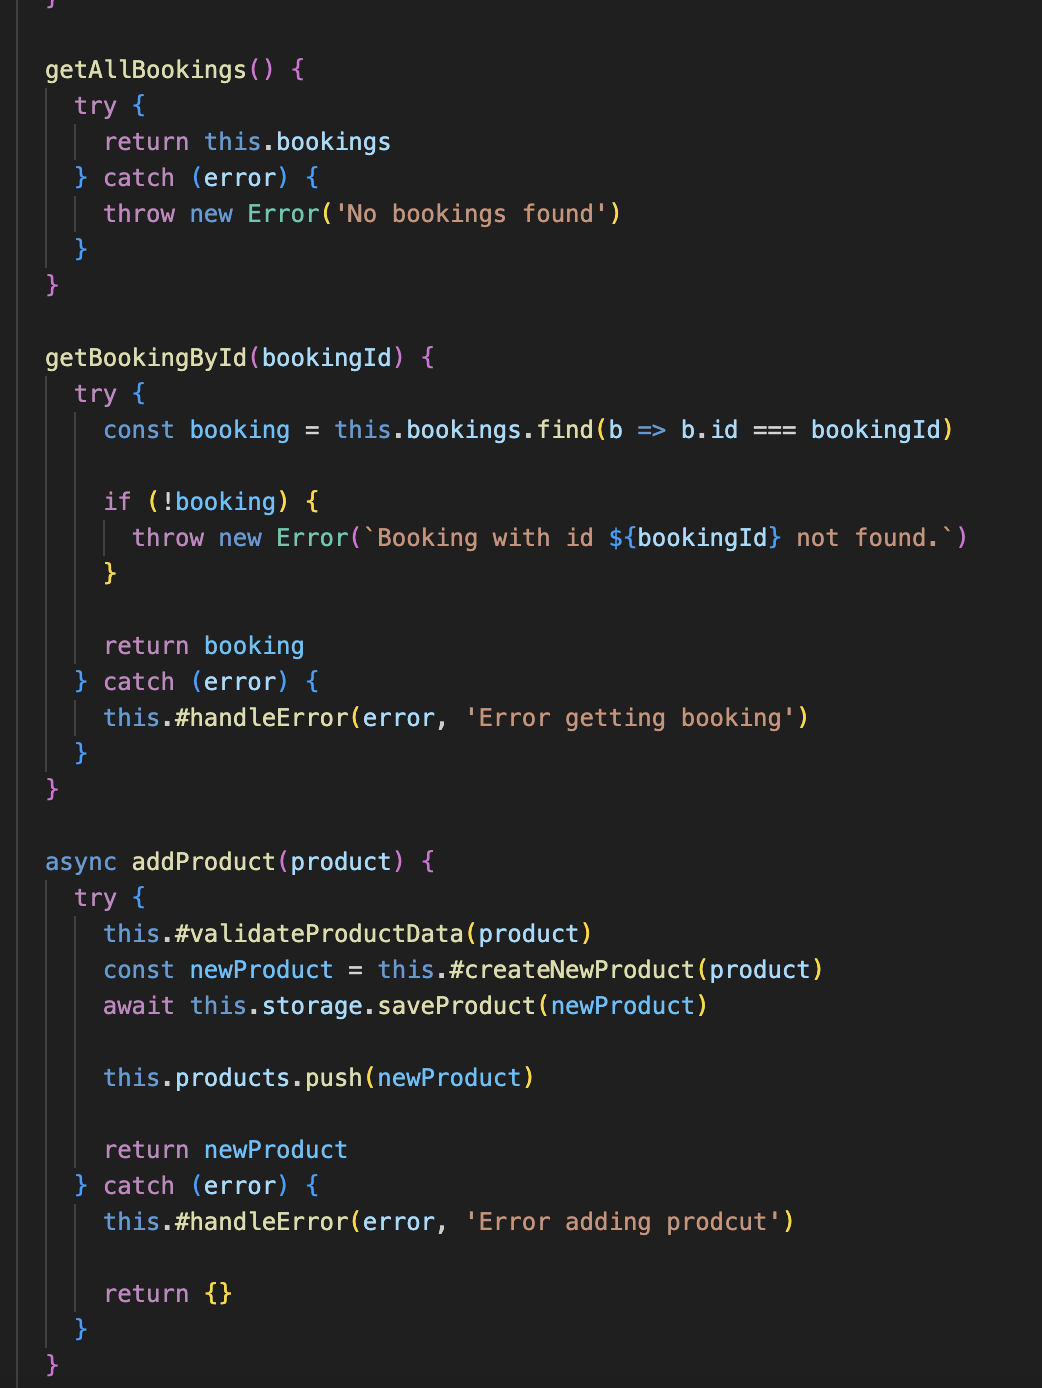 }
getAllBookings() {
try {
return this.bookings
} catch (error) {
throw new Error('No bookings found')
}
}
getBookingById(bookingId) {
try {
const booking = this.bookings.find(b => b.id === bookingId)
if (!booking) {
throw new Error(`Booking with id ${bookingId} not found.`)
}
return booking
} catch (error) {
this.#handleError(error, 'Error getting booking')
}
}
async addProduct(product) {
try {
this.#validateProductData(product)
const newProduct = this.#createNewProduct(product)
await this.storage.saveProduct(newProduct)
this.products.push(newProduct)
return newProduct
} catch (error) {
this.#handleError(error, 'Error adding prodcut')
return {}
}
}